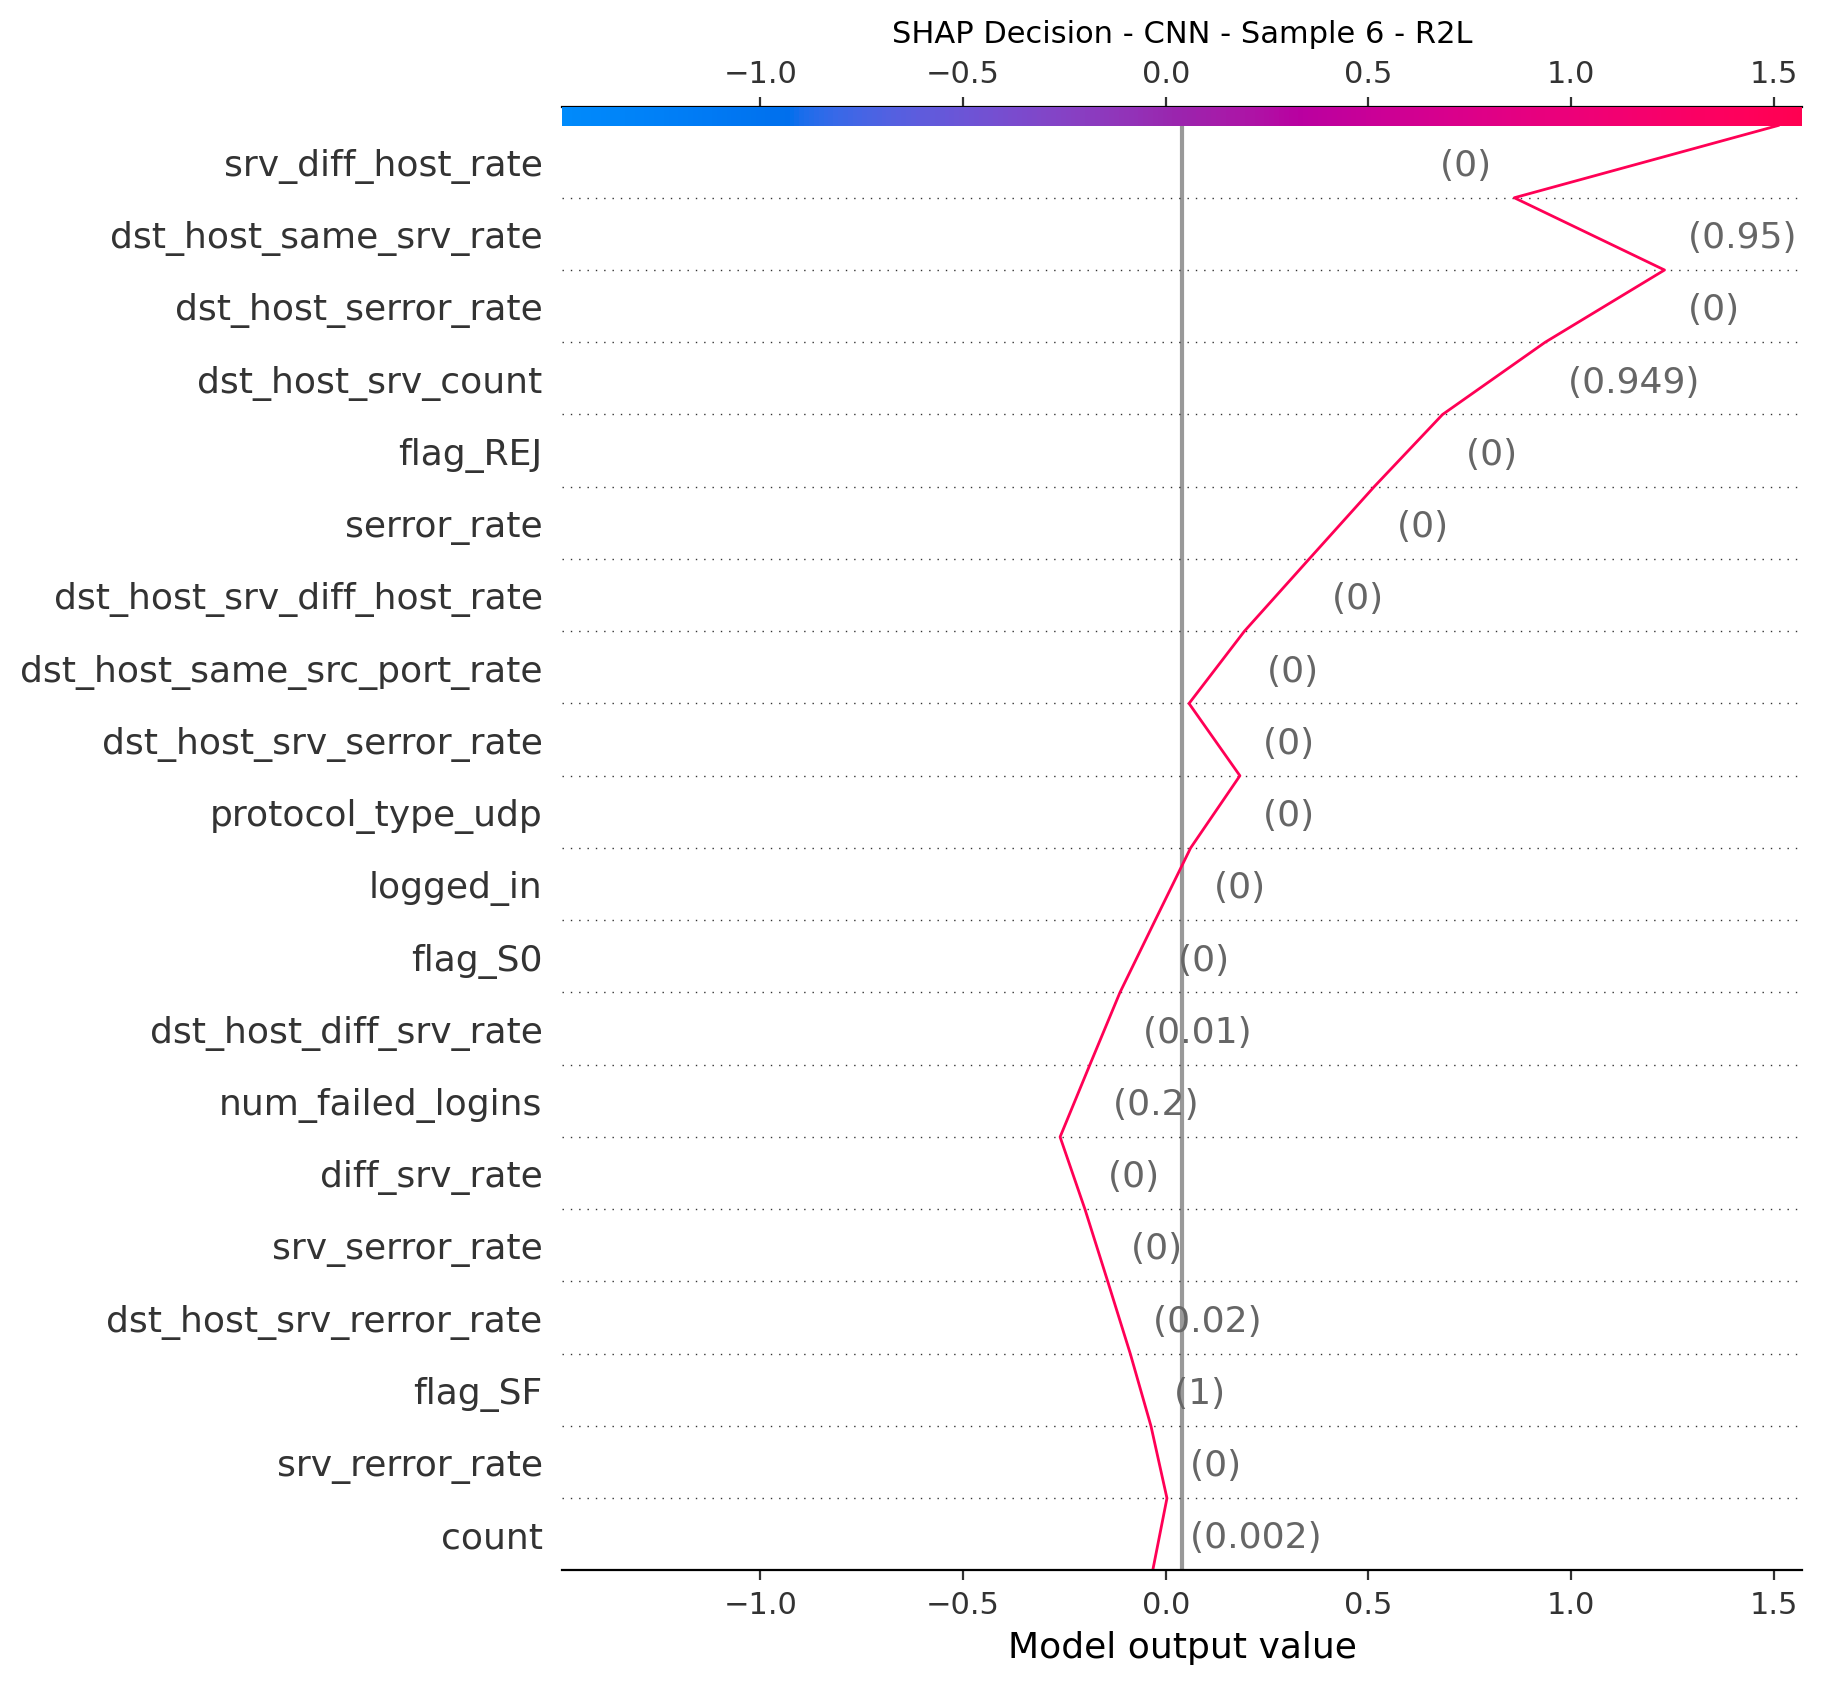 SHAP Decision - CNN - Sample 6 - R2L
−1.0 −0.5 0.0 0.5 1.0 1.5
srv_diff_host_rate (0)
dst_host_same_srv_rate (0.95)
dst_host_serror_rate (0)
dst_host_srv_count (0.949)
flag_REJ (0)
serror_rate (0)
dst_host_srv_diff_host_rate (0)
dst_host_same_src_port_rate (0)
dst_host_srv_serror_rate (0)
protocol_type_udp (0)
logged_in (0)
flag_S0 (0)
dst_host_diff_srv_rate (0.01)
num_failed_logins (0.2)
diff_srv_rate (0)
srv_serror_rate (0)
dst_host_srv_rerror_rate (0.02)
flag_SF (1)
srv_rerror_rate (0)
count (0.002)
−1.0 −0.5 0.0 0.5 1.0 1.5
Model output value